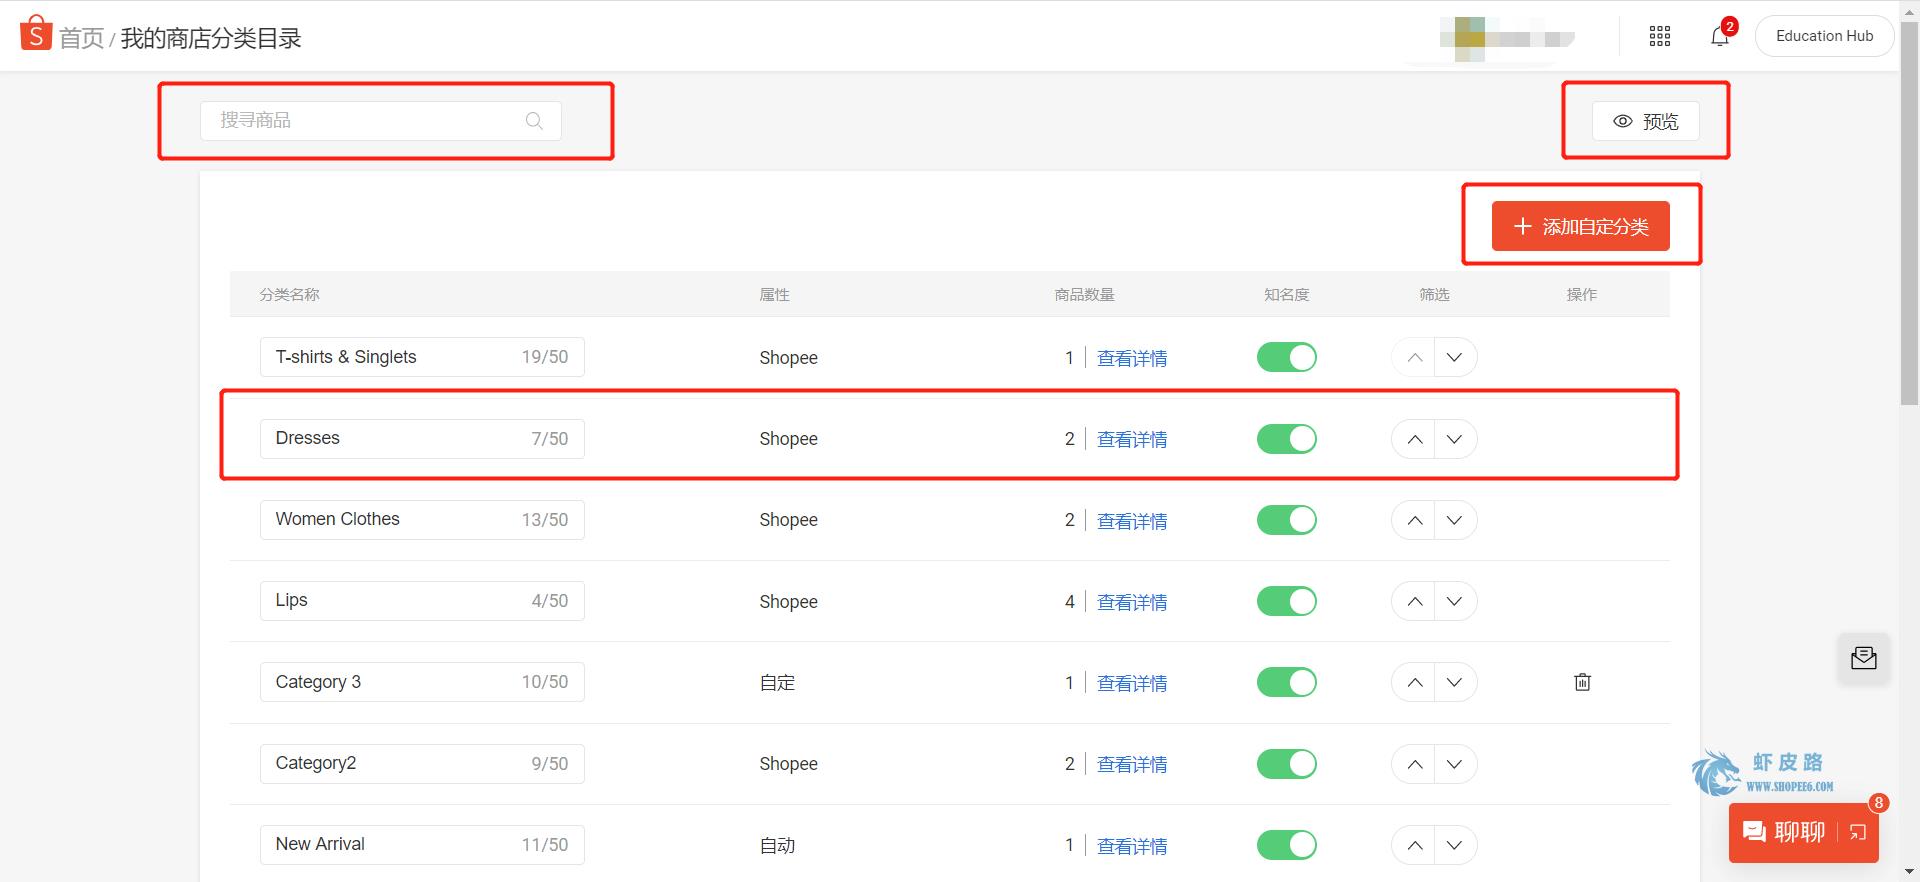 首页 / 我的商店分类目录
2
Education Hub
搜寻商品
预览
添加自定分类
分类名称 属性 商品数量 知名度 筛选 操作
T-shirts & Singlets 19/50 Shopee 1 查看详情
Dresses 7/50 Shopee 2 查看详情
Women Clothes 13/50 Shopee 2 查看详情
Lips 4/50 Shopee 4 查看详情
Category 3 10/50 自定 1 查看详情
Category2 9/50 Shopee 2 查看详情
New Arrival 11/50 自动 1 查看详情
虾皮路
WWW.SHOPEE6.COM
8
聊聊